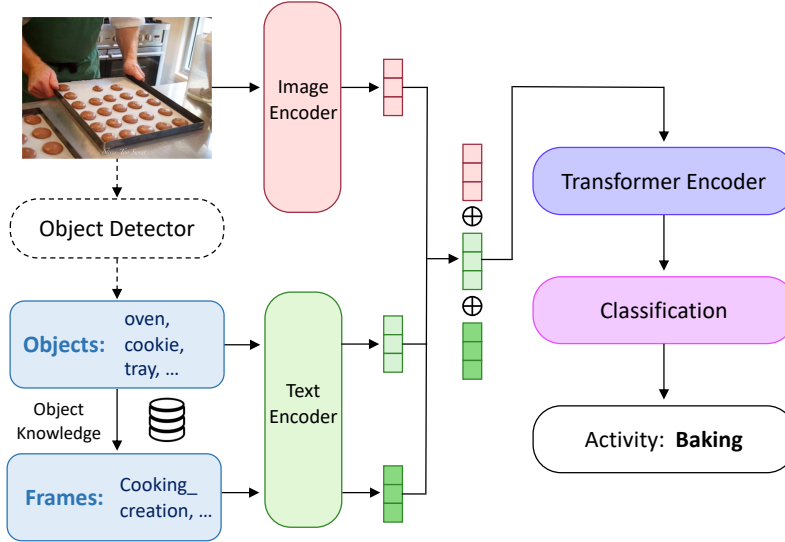 Image
Encoder
Transformer Encoder
Object Detector
Classification
Objects:
oven,
cookie,
tray, ...
Text
Encoder
Object
Knowledge
Activity: Baking
Frames:
Cooking_
creation, ...